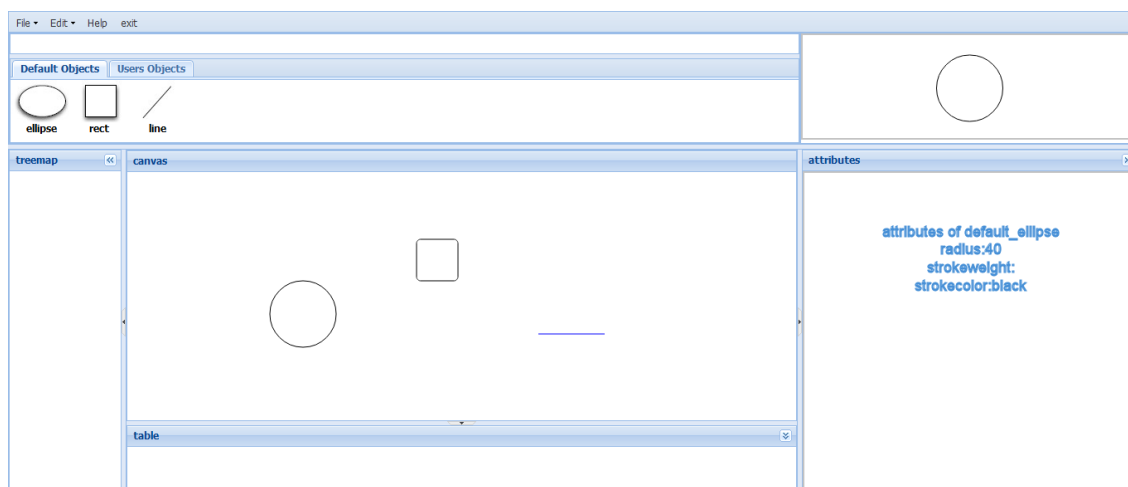 File Edit Help exit
Default Objects Users Objects
ellipse rect line
treemap canvas attributes
attributes of default_ellipse
radius:40
strokeweight:
strokecolor:black
table